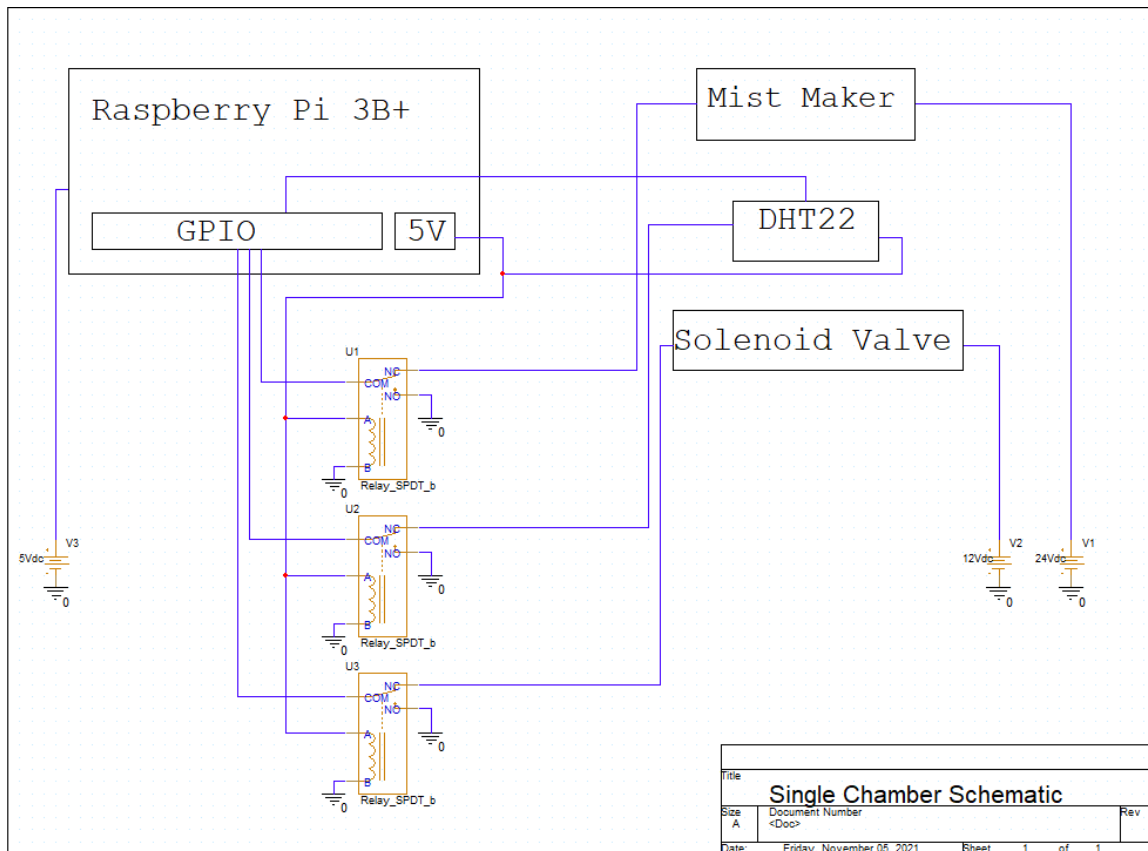 Raspberry Pi 3B+
Mist Maker
GPIO
5V
DHT22
Solenoid Valve
U1
NC
COM
NO
A
0
B
0
Relay_SPDT_b
U2
NC
COM
NO
A
0
B
0
Relay_SPDT_b
U3
NC
COM
NO
A
0
B
0
Relay_SPDT_b
V3
5Vdc
0
V2
12Vdc
0
V1
24Vdc
0
Title
Single Chamber Schematic
Size
A
Document Number
<Doc>
Rev
Date: Friday, November 05, 2021 Sheet 1 of 1